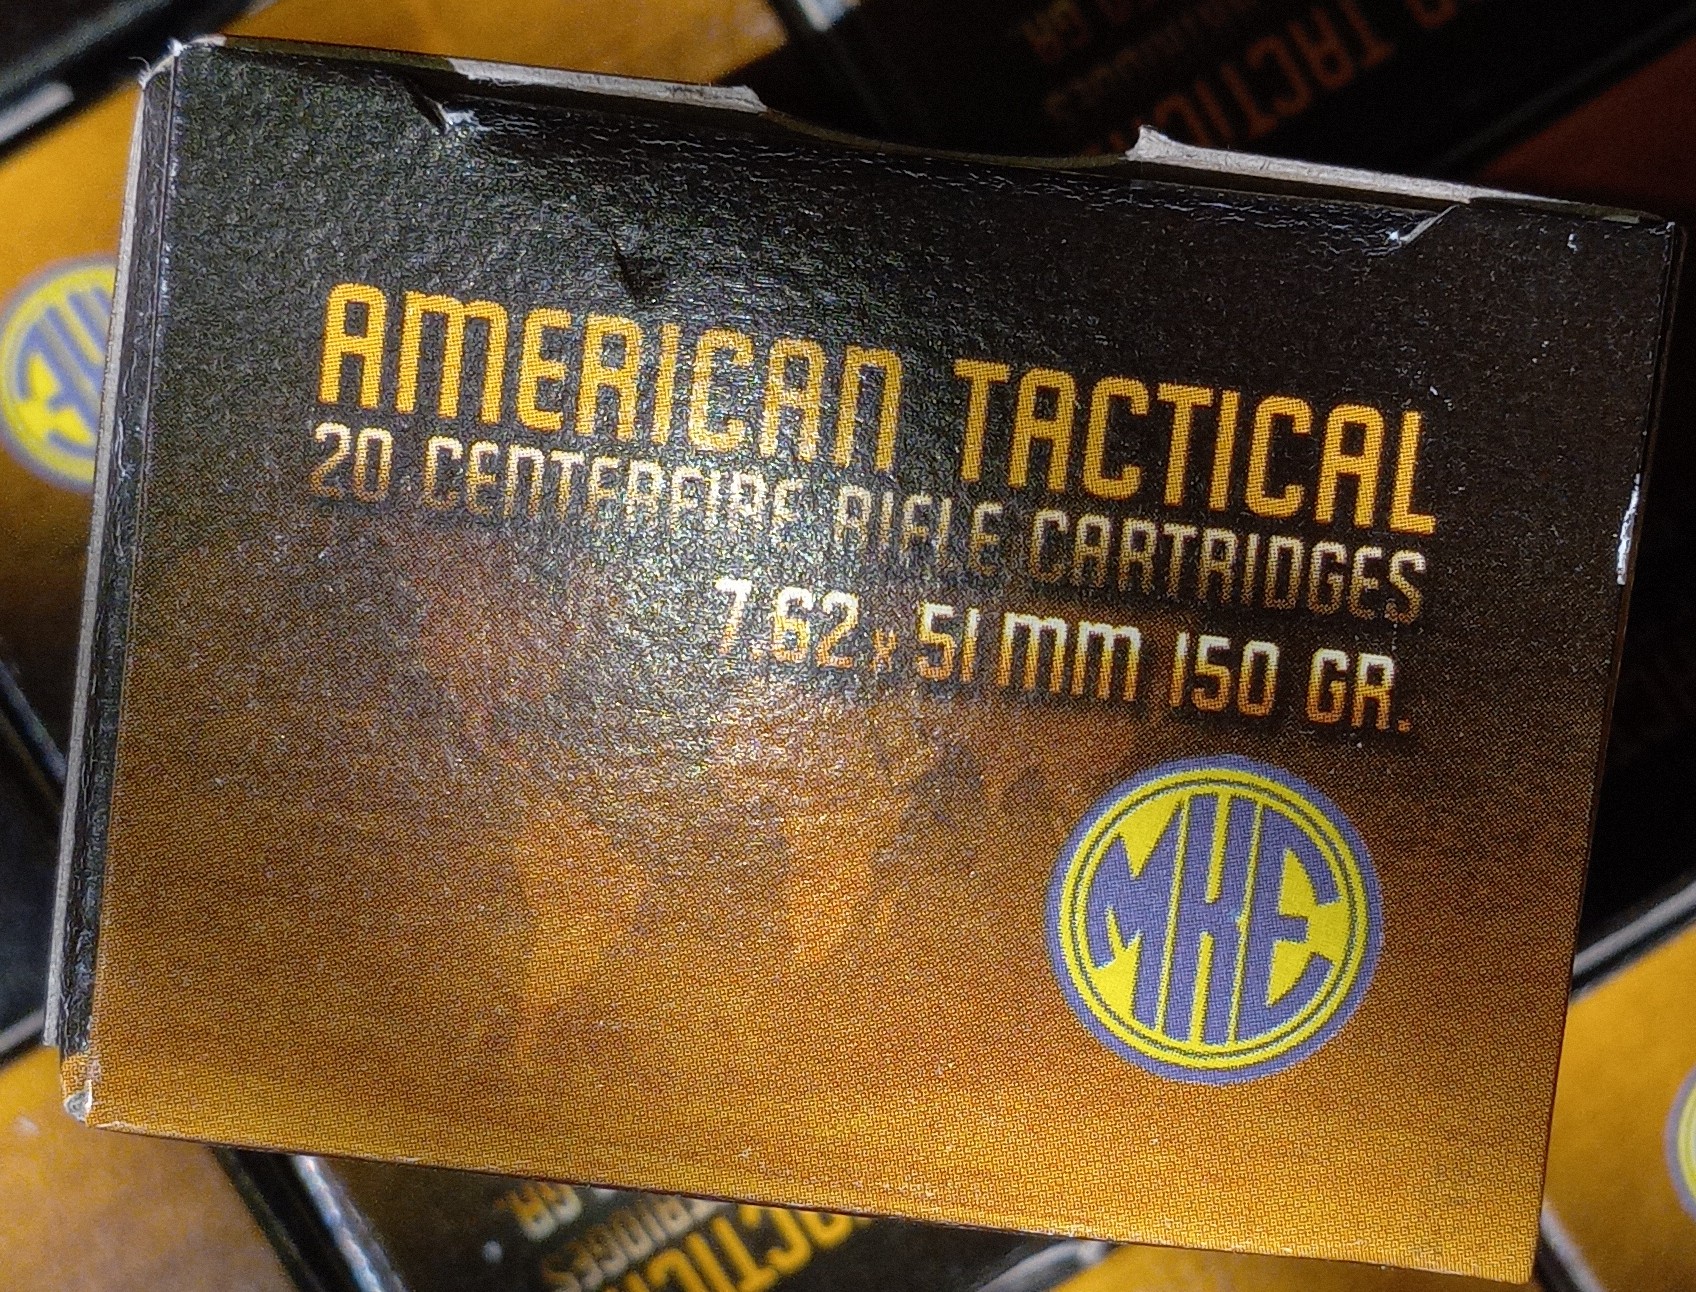 AMERICAN TACTICAL
20 CENTERFIRE RIFLE CARTRIDGES
7.62 x 51 mm 150 GR.
MKE